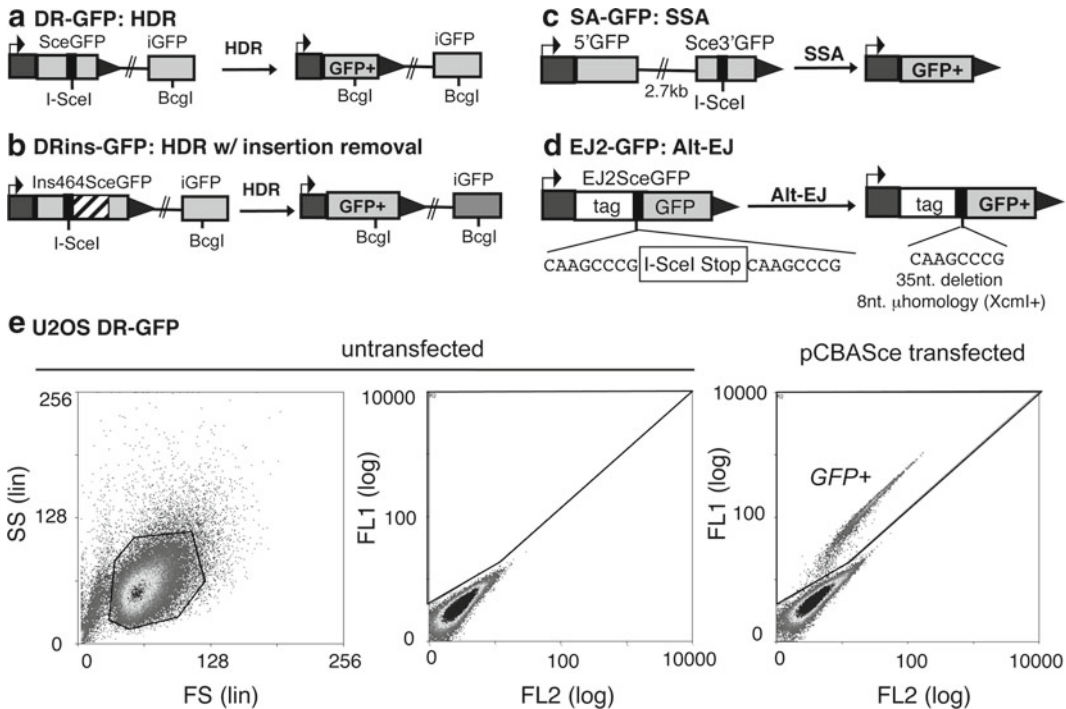 a DR-GFP: HDR
SceGFP
iGFP
HDR
iGFP
GFP+
I-SceI
BcgI
BcgI
BcgI
b DRins-GFP: HDR w/ insertion removal
Ins464SceGFP
iGFP
HDR
iGFP
GFP+
I-SceI
BcgI
BcgI
BcgI
c SA-GFP: SSA
5'GFP
Sce3'GFP
SSA
GFP+
2.7kb
I-SceI
d EJ2-GFP: Alt-EJ
EJ2SceGFP
tag
GFP
Alt-EJ
tag
GFP+
CAAGCCCG I-SceI Stop CAAGCCCG
CAAGCCCG
35nt. deletion
8nt. μhomology (XcmI+)
e U2OS DR-GFP
untransfected
pCBASce transfected
256
128
0
SS (lin)
0 128 256
FS (lin)
10000
100
0
FL1 (log)
0 100 10000
FL2 (log)
10000
100
0
FL1 (log)
GFP+
0 100 10000
FL2 (log)